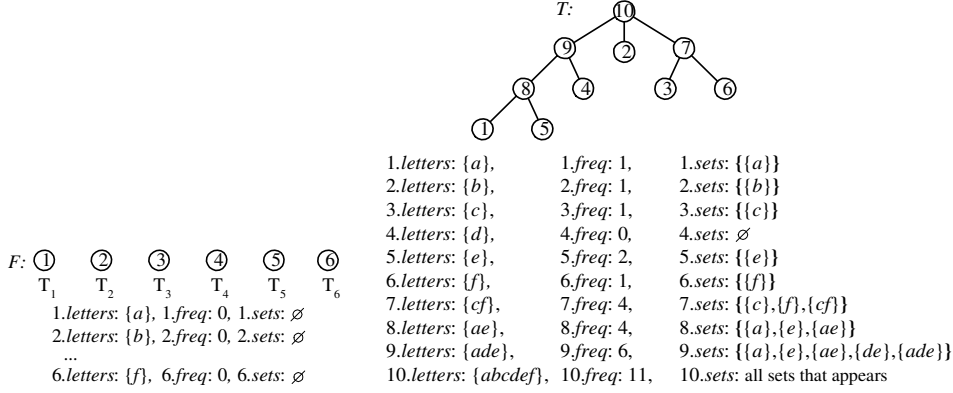 T:
10
9 2 7
8 4 3 6
1 5
1.letters: {a}, 1.freq: 1, 1.sets: {{a}}
2.letters: {b}, 2.freq: 1, 2.sets: {{b}}
3.letters: {c}, 3.freq: 1, 3.sets: {{c}}
4.letters: {d}, 4.freq: 0, 4.sets: ∅
5.letters: {e}, 5.freq: 2, 5.sets: {{e}}
6.letters: {f}, 6.freq: 1, 6.sets: {{f}}
7.letters: {cf}, 7.freq: 4, 7.sets: {{c},{f},{cf}}
8.letters: {ae}, 8.freq: 4, 8.sets: {{a},{e},{ae}}
9.letters: {ade}, 9.freq: 6, 9.sets: {{a},{e},{ae},{de},{ade}}
10.letters: {abcdef}, 10.freq: 11, 10.sets: all sets that appears
F: 1 2 3 4 5 6
T₁ T₂ T₃ T₄ T₅ T₆
1.letters: {a}, 1.freq: 0, 1.sets: ∅
2.letters: {b}, 2.freq: 0, 2.sets: ∅
...
6.letters: {f}, 6.freq: 0, 6.sets: ∅